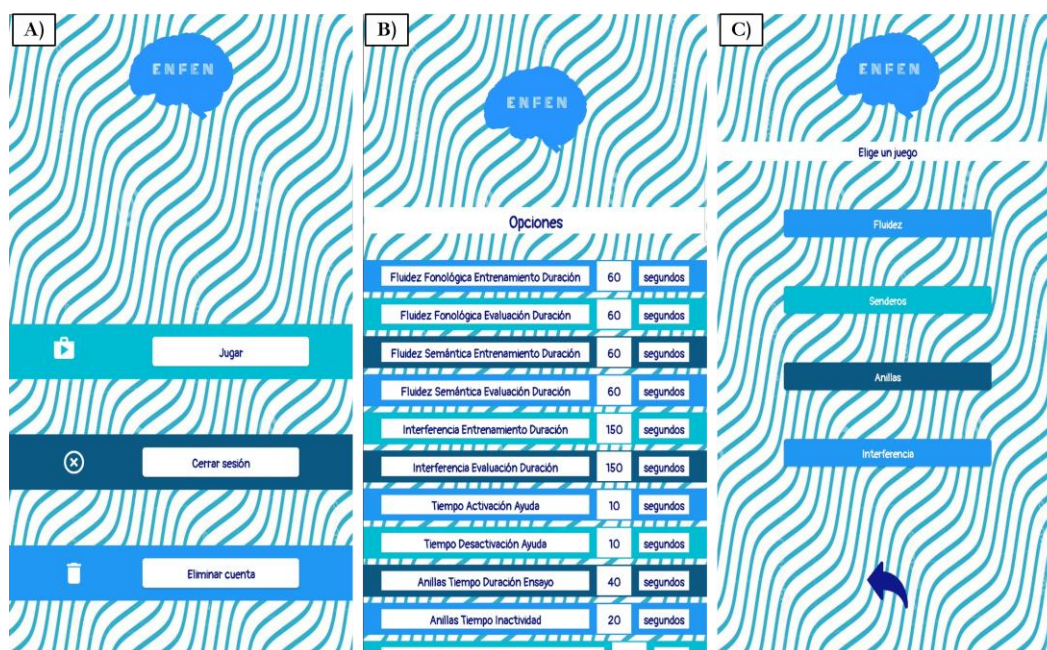 A)
ENFEN
Jugar
Cerrar sesión
Eliminar cuenta
B)
ENFEN
Opciones
Fluidez Fonológica Entrenamiento Duración 60 segundos
Fluidez Fonológica Evaluación Duración 60 segundos
Fluidez Semántica Entrenamiento Duración 60 segundos
Fluidez Semántica Evaluación Duración 60 segundos
Interferencia Entrenamiento Duración 150 segundos
Interferencia Evaluación Duración 150 segundos
Tiempo Activación Ayuda 10 segundos
Tiempo Desactivación Ayuda 10 segundos
Anillas Tiempo Duración Ensayo 40 segundos
Anillas Tiempo Inactividad 20 segundos
C)
ENFEN
Elige un juego
Fluidez
Senderos
Anillas
Interferencia